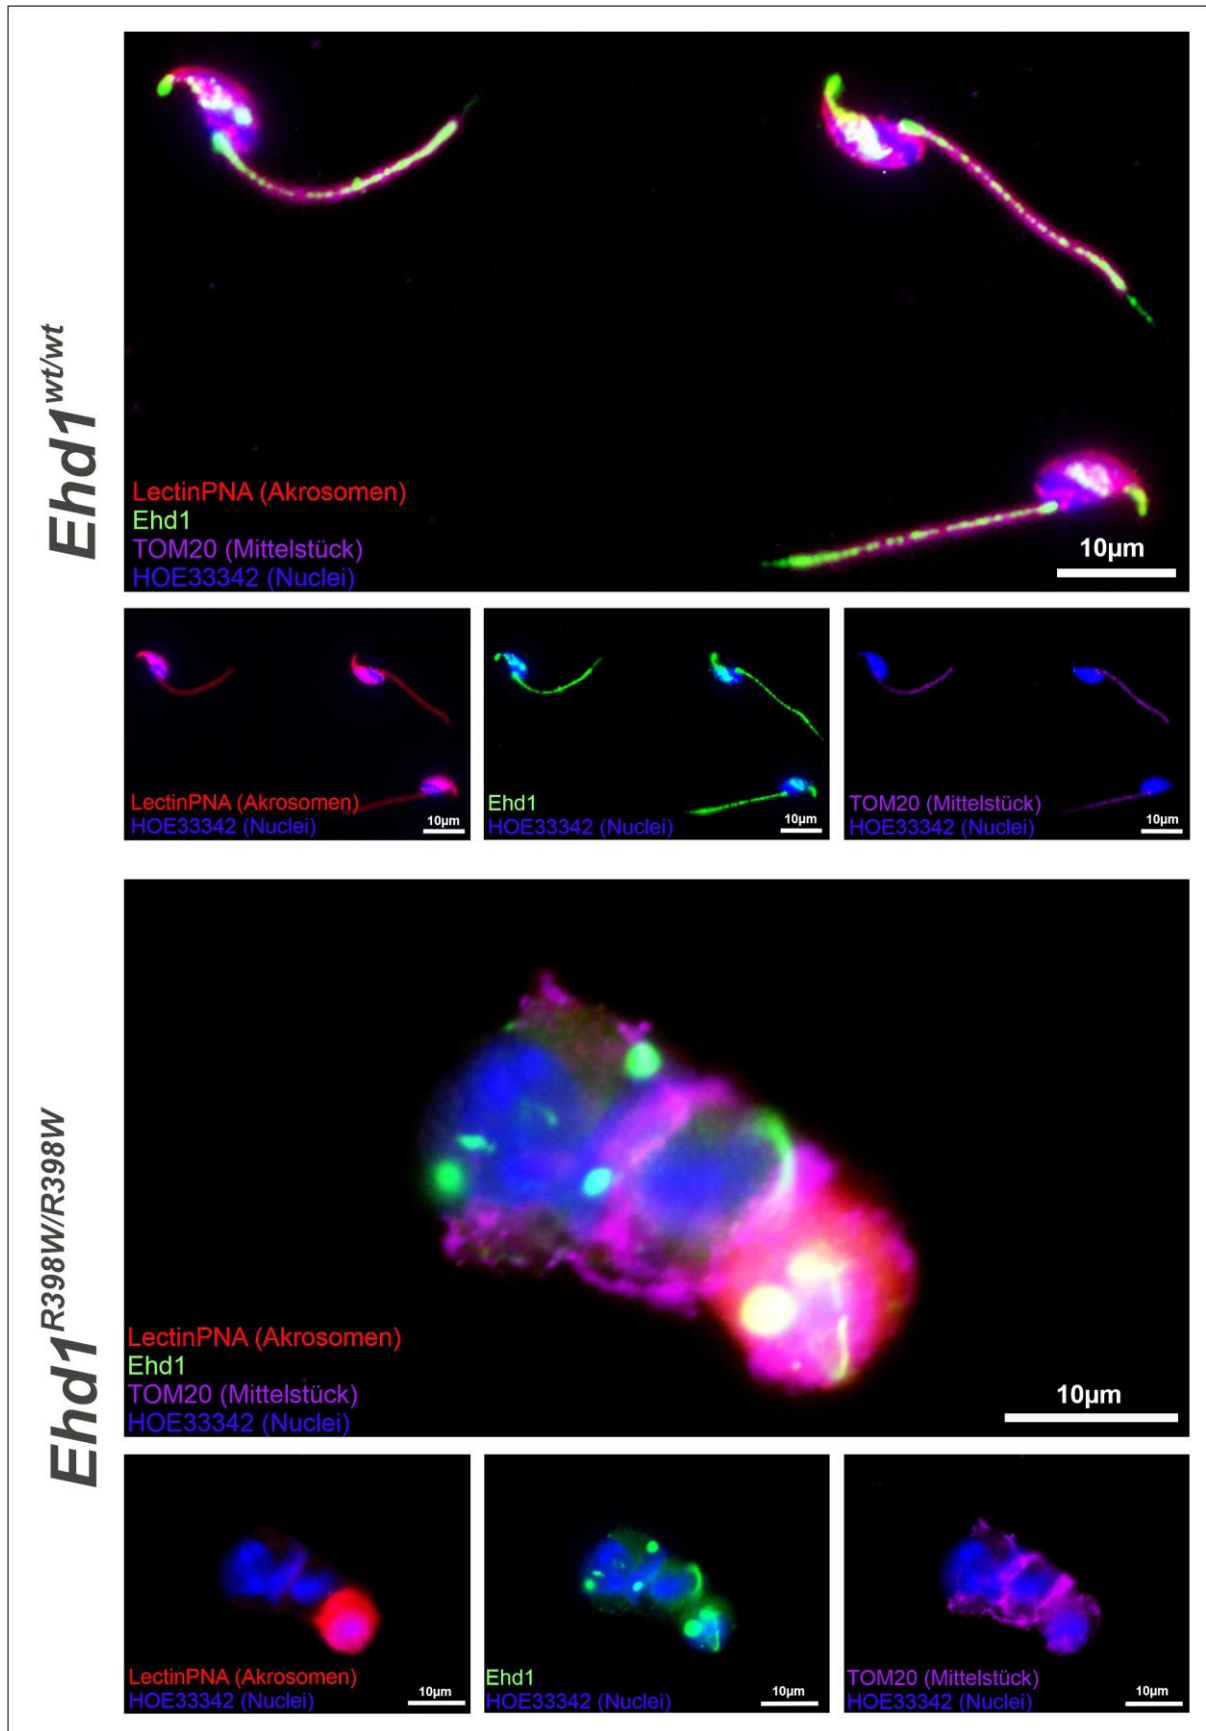 Ehd1wt/wt
LectinPNA (Akrosomen)
Ehd1
TOM20 (Mittelstück)
HOE33342 (Nuclei)
10µm
LectinPNA (Akrosomen)
HOE33342 (Nuclei)
10µm
Ehd1
HOE33342 (Nuclei)
10µm
TOM20 (Mittelstück)
HOE33342 (Nuclei)
10µm
Ehd1R398W/R398W
LectinPNA (Akrosomen)
Ehd1
TOM20 (Mittelstück)
HOE33342 (Nuclei)
10µm
LectinPNA (Akrosomen)
HOE33342 (Nuclei)
10µm
Ehd1
HOE33342 (Nuclei)
10µm
TOM20 (Mittelstück)
HOE33342 (Nuclei)
10µm